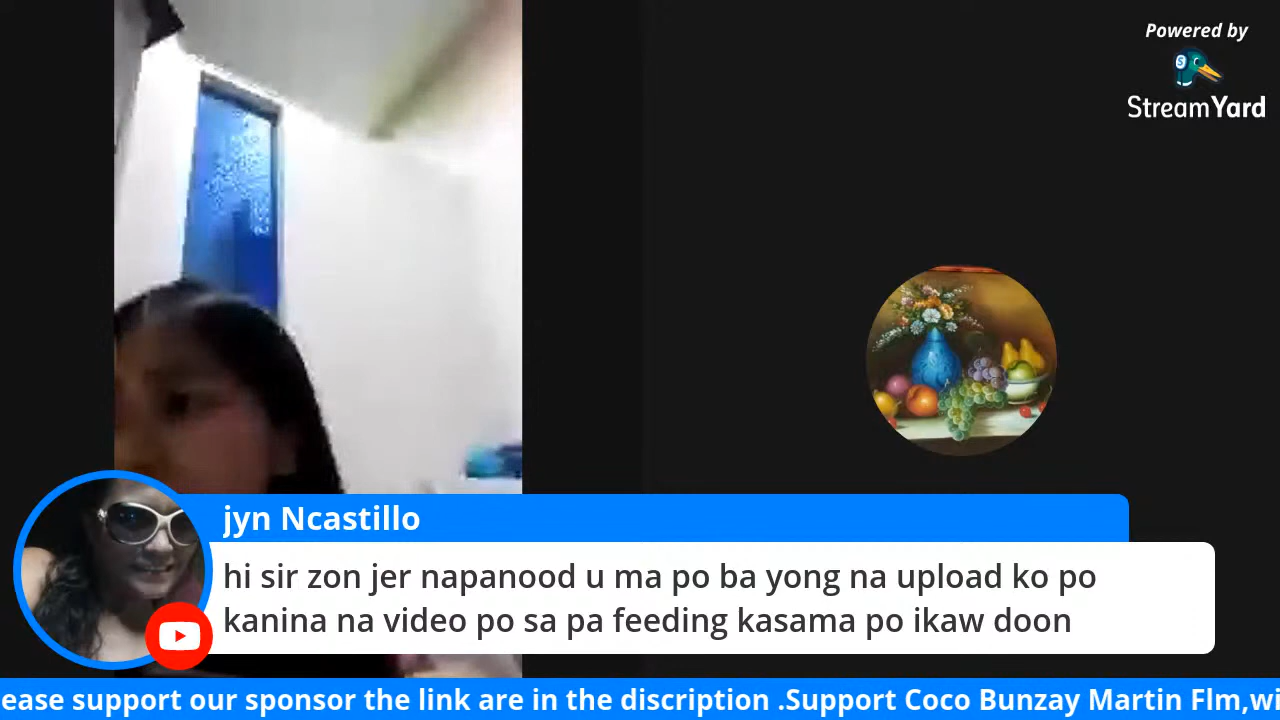 Powered by
StreamYard
jyn Ncastillo
hi sir zon jer napanood u ma po ba yong na upload ko po
kanina na video po sa pa feeding kasama po ikaw doon
ease support our sponsor the link are in the discription .Support Coco Bunzay Martin Flm,wi